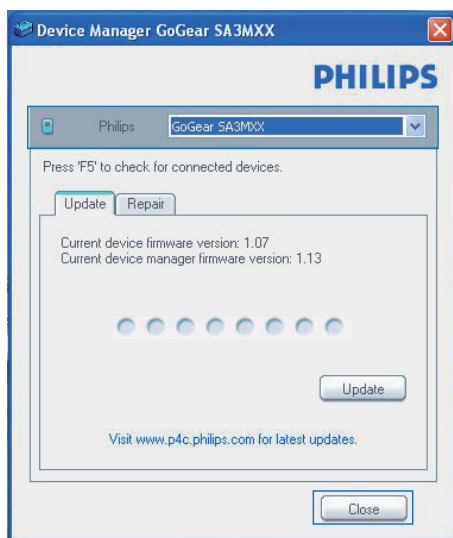 Device Manager GoGear SA3MXX
PHILIPS
Philips GoGear SA3MXX
Press 'F5' to check for connected devices.
Update Repair
Current device firmware version: 1.07
Current device manager firmware version: 1.13
Update
Visit www.p4c.philips.com for latest updates.
Close